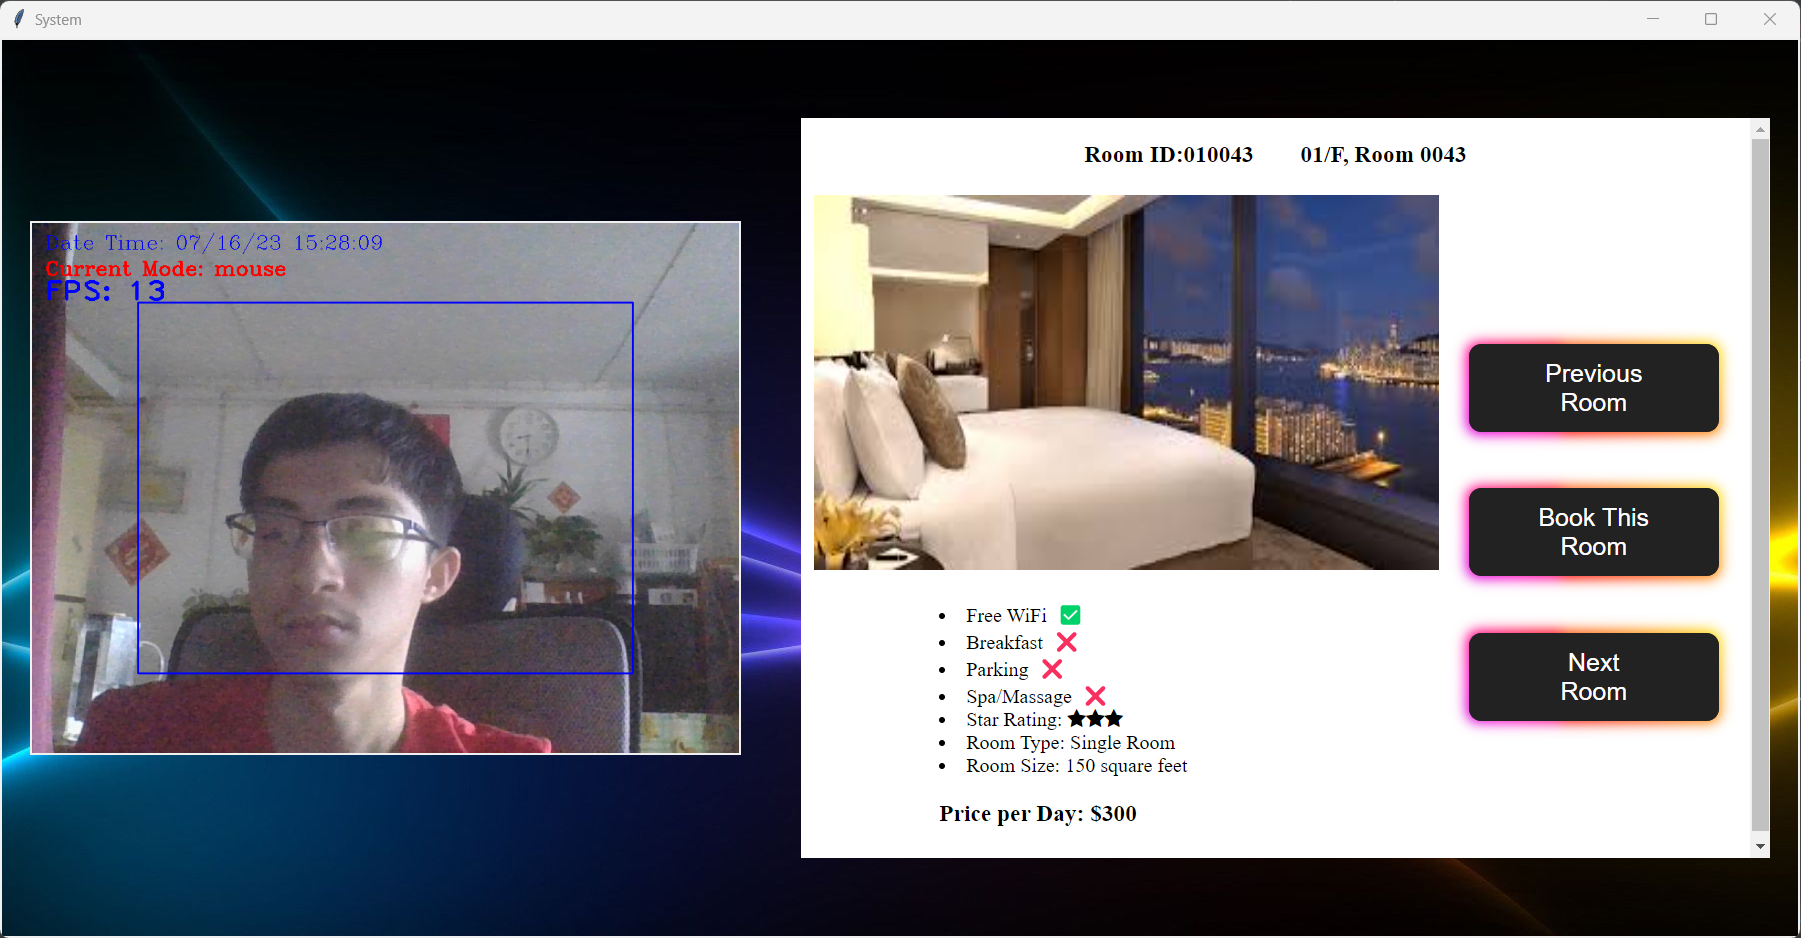 System
Date Time: 07/16/23 15:28:09
Current Mode: mouse
FPS: 13
Room ID:010043 01/F, Room 0043
Previous
Room
Book This
Room
Next
Room
Free WiFi ✅
Breakfast ❌
Parking ❌
Spa/Massage ❌
Star Rating: ★★★
Room Type: Single Room
Room Size: 150 square feet
Price per Day: $300